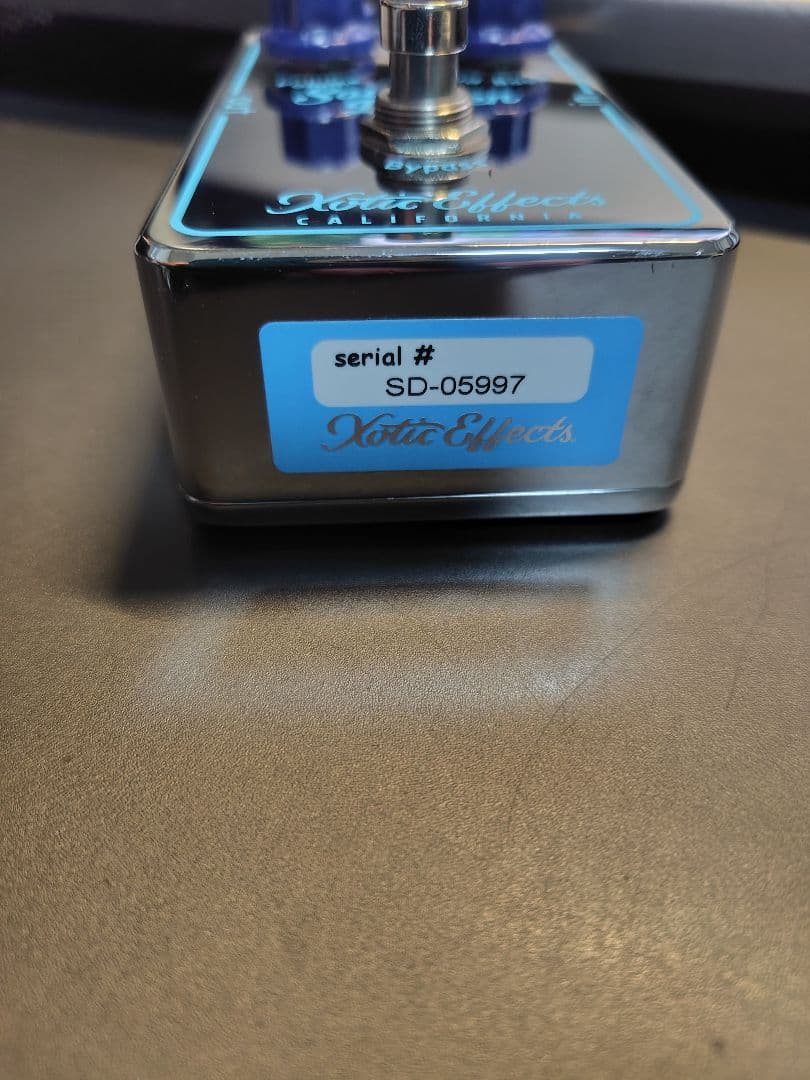 Bypass
Xotic Effects
CALIFORNIA
serial #
SD-05997
Xotic Effects